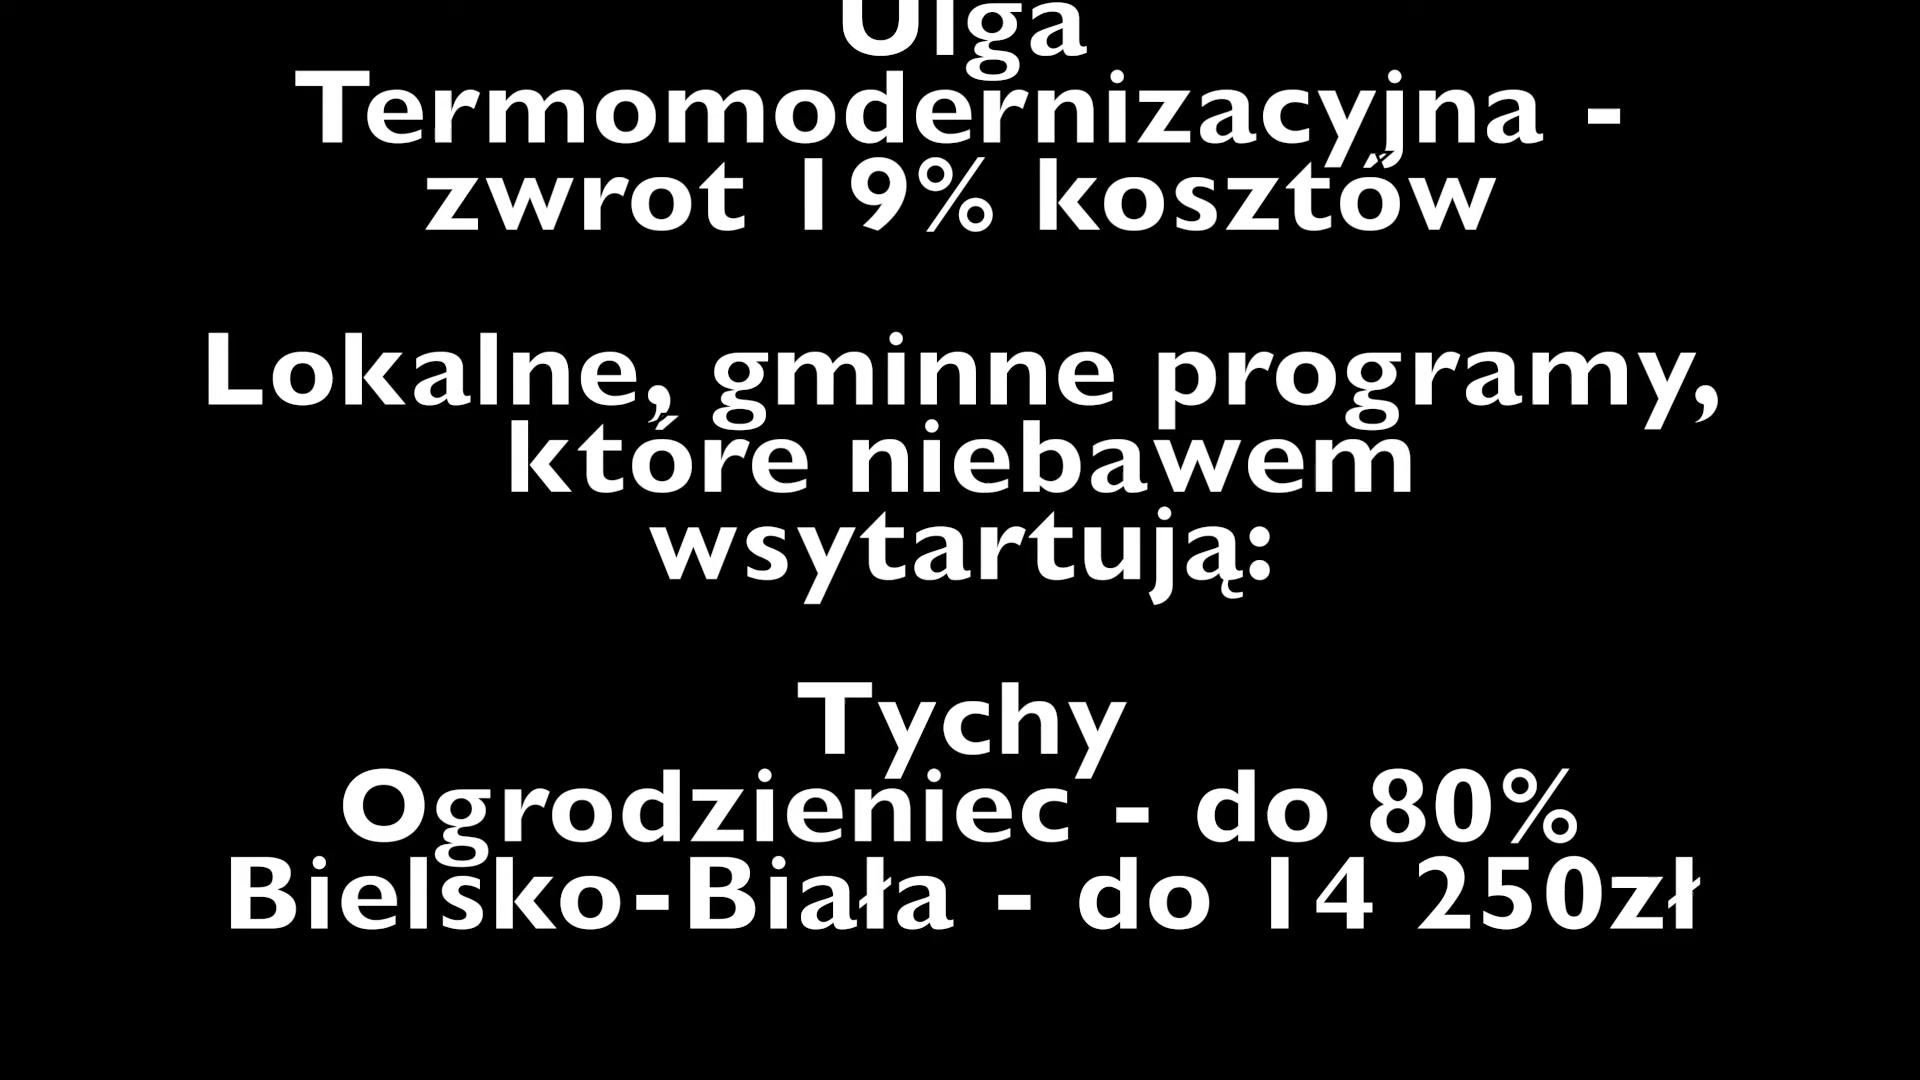 Ulga
Termomodernizacyjna -
zwrot 19% kosztów
Lokalne, gminne programy,
które niebawem
wsytartują:
Tychy
Ogrodzieniec - do 80%
Bielsko-Biała - do 14 250zł